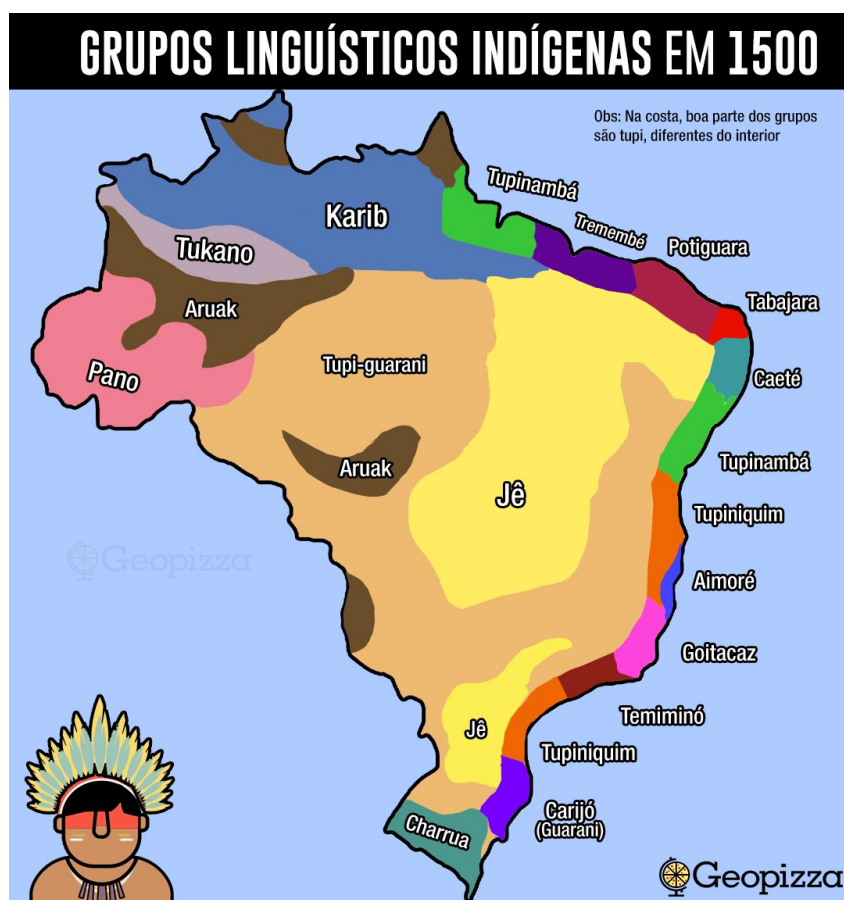 GRUPOS LINGUÍSTICOS INDÍGENAS EM 1500
Obs: Na costa, boa parte dos grupos
são tupi, diferentes do interior
Tupinambá
Karib
Tremembé
Potiguara
Tukano
Aruak
Tabajara
Pano
Tupi-guarani
Caeté
Aruak
Tupinambá
Jê
Tupiniquim
Geopizza
Aimoré
Goitacaz
Temiminó
Jê
Tupiniquim
Carijó
(Guarani)
Charrua
Geopizza